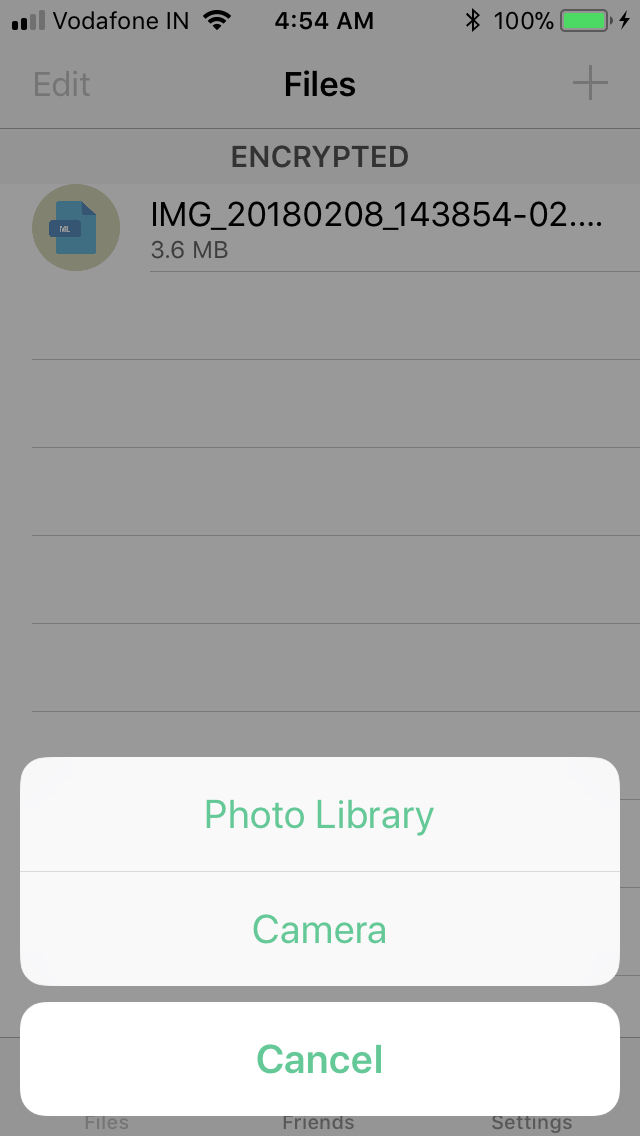 Vodafone IN 4:54 AM 100%
Edit Files
ENCRYPTED
IMG_20180208_143854-02....
ML
3.6 MB
Photo Library
Camera
Cancel
Files Friends Settings